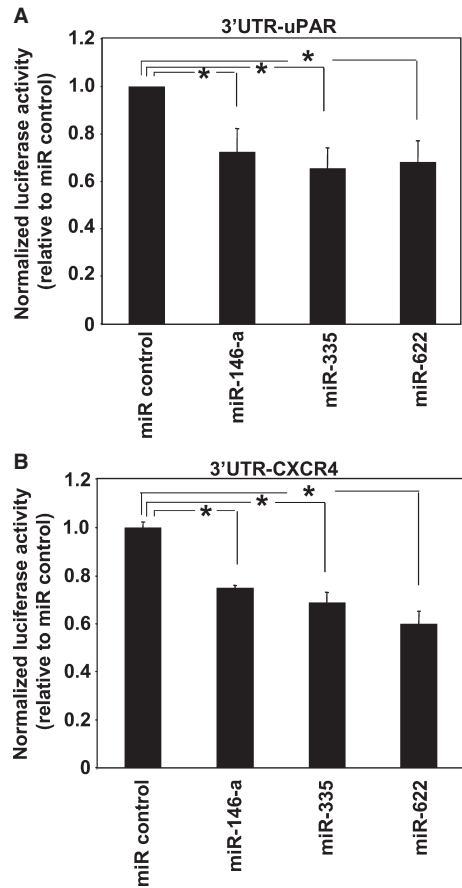 A
3'UTR-uPAR
Normalized luciferase activity
(relative to miR control)
1.2
1.0
0.8
0.6
0.4
0.2
0
*
*
*
miR control
miR-146-a
miR-335
miR-622
B
3'UTR-CXCR4
Normalized luciferase activity
(relative to miR control)
1.2
1.0
0.8
0.6
0.4
0.2
0
*
*
*
miR control
miR-146-a
miR-335
miR-622